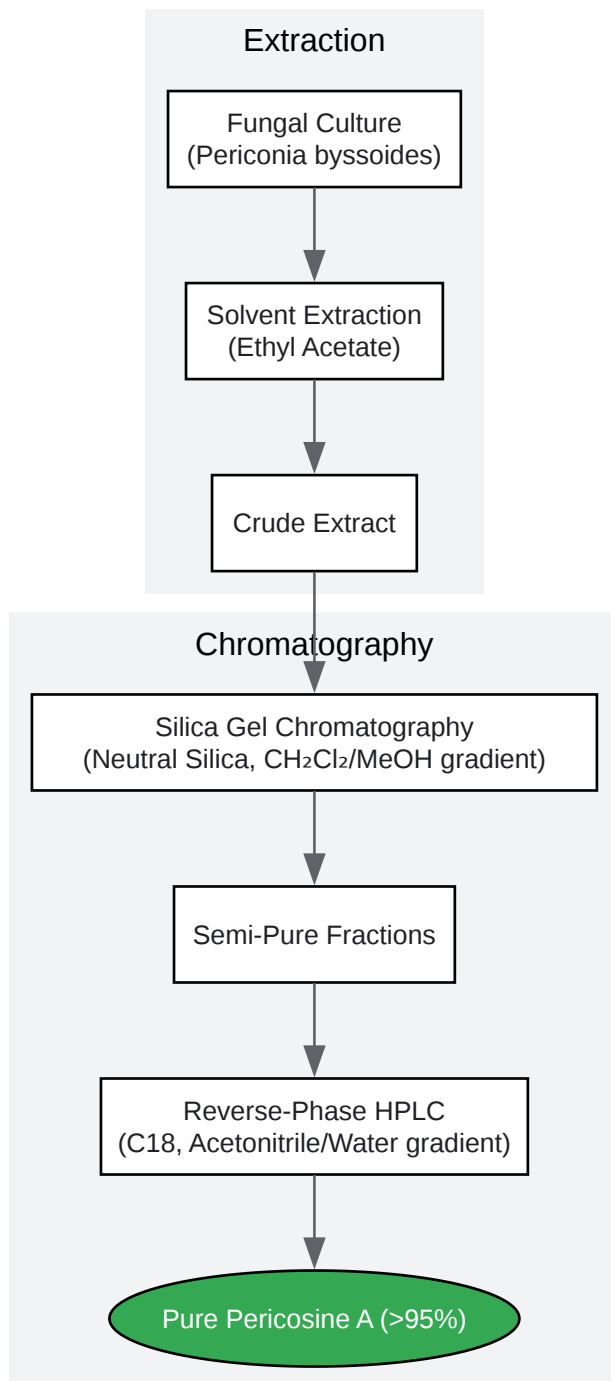 Extraction
Fungal Culture
(Periconia byssoides)
Solvent Extraction
(Ethyl Acetate)
Crude Extract
Chromatography
Silica Gel Chromatography
(Neutral Silica, CH₂Cl₂/MeOH gradient)
Semi-Pure Fractions
Reverse-Phase HPLC
(C18, Acetonitrile/Water gradient)
Pure Pericosine A (>95%)